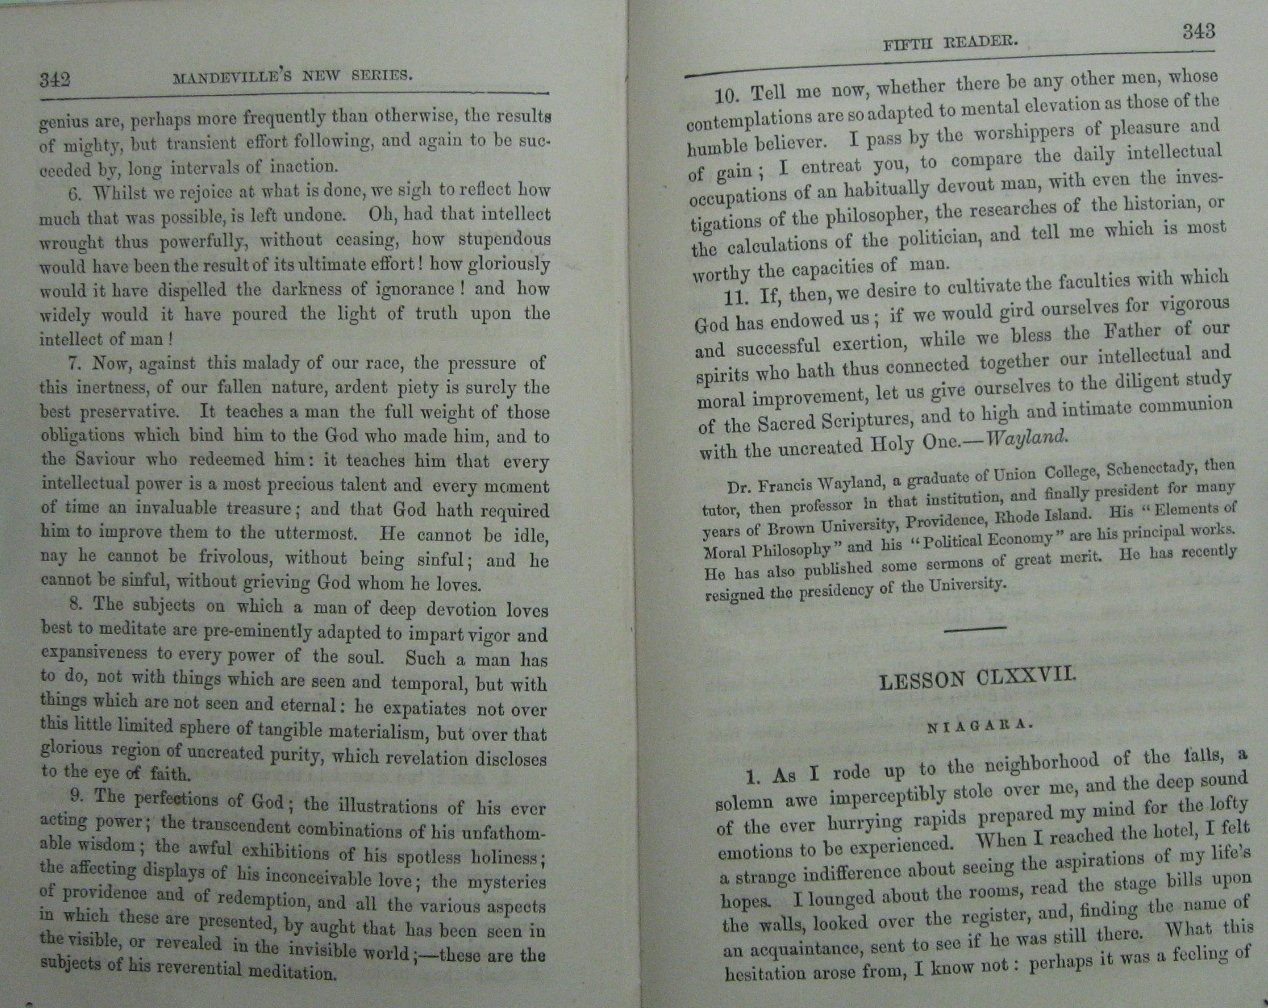 342
MANDEVILLE'S NEW SERIES.
genius are, perhaps more frequently than otherwise, the results
of mighty, but transient effort following, and again to be suc-
ceeded by, long intervals of inaction.
6. Whilst we rejoice at what is done, we sigh to reflect how
much that was possible, is left undone. Oh, had that intellect
wrought thus powerfully, without ceasing, how stupendous
would have been the result of its ultimate effort! how gloriously
would it have dispelled the darkness of ignorance! and how
widely would it have poured the light of truth upon the
intellect of man!
7. Now, against this malady of our race, the pressure of
this inertness, of our fallen nature, ardent piety is surely the
best preservative. It teaches a man the full weight of those
obligations which bind him to the God who made him, and to
the Saviour who redeemed him: it teaches him that every
intellectual power is a most precious talent and every moment
of time an invaluable treasure; and that God hath required
him to improve them to the uttermost. He cannot be idle,
nay he cannot be frivolous, without being sinful; and he
cannot be sinful, without grieving God whom he loves.
8. The subjects on which a man of deep devotion loves
best to meditate are pre-eminently adapted to impart vigor and
expansiveness to every power of the soul. Such a man has
to do, not with things which are seen and temporal, but with
things which are not seen and eternal: he expatiates not over
this little limited sphere of tangible materialism, but over that
glorious region of uncreated purity, which revelation discloses
to the eye of faith.
9. The perfections of God; the illustrations of his ever
acting power; the transcendent combinations of his unfathom-
able wisdom; the awful exhibitions of his spotless holiness;
the affecting displays of his inconceivable love; the mysteries
of providence and of redemption, and all the various aspects
in which these are presented, by aught that has been seen in
the visible, or revealed in the invisible world;—these are the
subjects of his reverential meditation.
FIFTH READER.
343
10. Tell me now, whether there be any other men, whose
contemplations are so adapted to mental elevation as those of the
humble believer. I pass by the worshippers of pleasure and
of gain; I entreat you, to compare the daily intellectual
occupations of an habitually devout man, with even the inves-
tigations of the philosopher, the researches of the historian, or
the calculations of the politician, and tell me which is most
worthy the capacities of man.
11. If, then, we desire to cultivate the faculties with which
God has endowed us; if we would gird ourselves for vigorous
and successful exertion, while we bless the Father of our
spirits who hath thus connected together our intellectual and
moral improvement, let us give ourselves to the diligent study
of the Sacred Scriptures, and to high and intimate communion
with the uncreated Holy One.—Wayland.
Dr. Francis Wayland, a graduate of Union College, Schenectady, then
tutor, then professor in that institution, and finally president for many
years of Brown University, Providence, Rhode Island. His "Elements of
Moral Philosophy" and his "Political Economy" are his principal works.
He has also published some sermons of great merit. He has recently
resigned the presidency of the University.
LESSON CLXXVII.
NIAGARA.
1. As I rode up to the neighborhood of the falls, a
solemn awe imperceptibly stole over me, and the deep sound
of the ever hurrying rapids prepared my mind for the lofty
emotions to be experienced. When I reached the hotel, I felt
a strange indifference about seeing the aspirations of my life's
hopes. I lounged about the rooms, read the stage bills upon
the walls, looked over the register, and, finding the name of
an acquaintance, sent to see if he was still there. What this
hesitation arose from, I know not: perhaps it was a feeling of